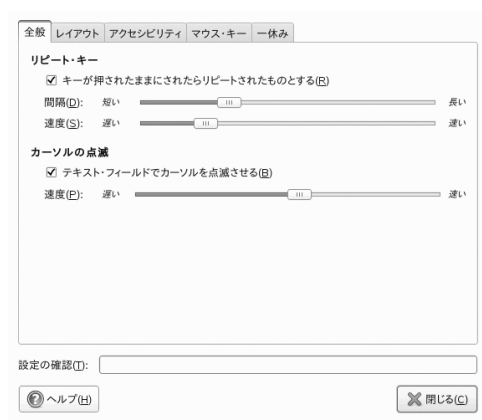 全般 レイアウト アクセシビリティ マウス・キー 一休み
リピート・キー
キーが押されたままにされたらリピートされたものとする(R)
間隔(D): 短い 長い
速度(S): 遅い 速い
カーソルの点滅
テキスト・フィールドでカーソルを点滅させる(B)
速度(P): 遅い 速い
設定の確認(T):
ヘルプ(H) 閉じる(C)